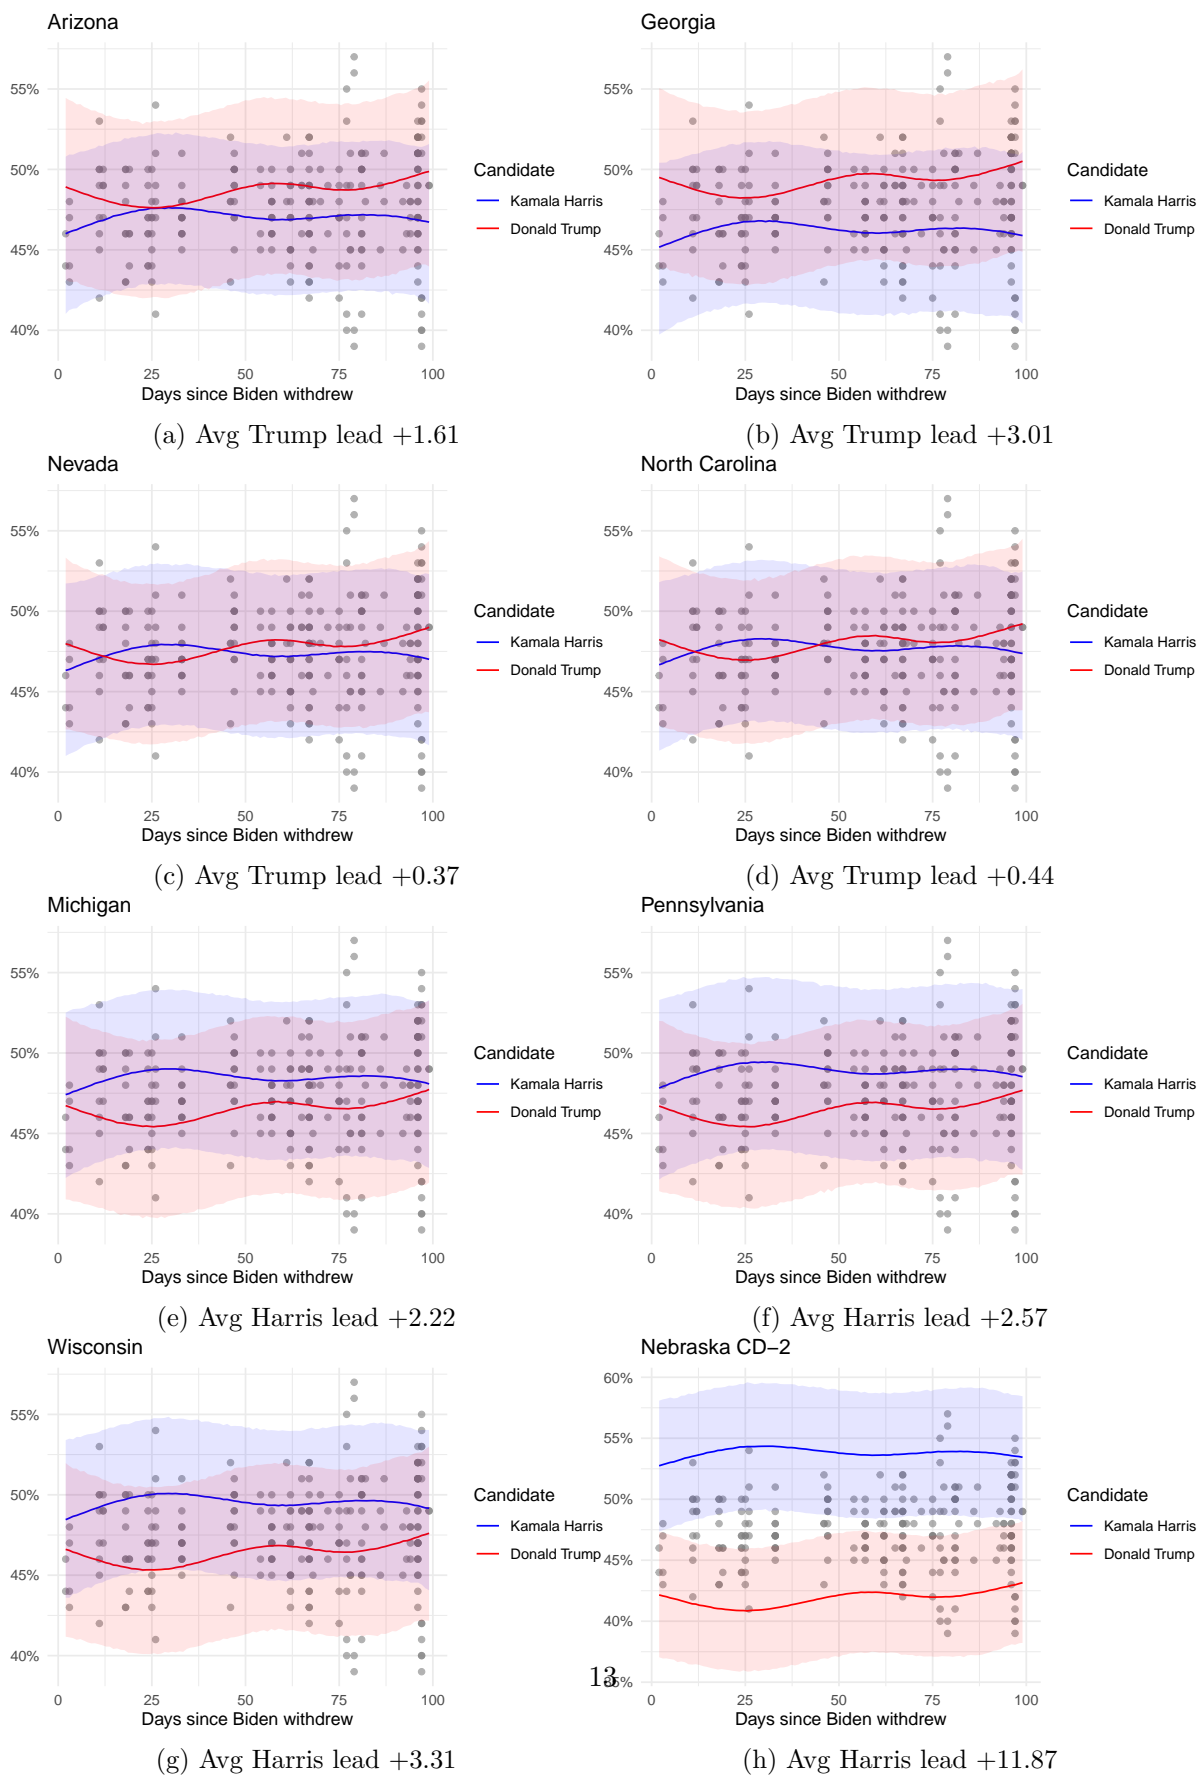 Arizona
55%
50%
45%
40%
0 25 50 75 100
Days since Biden withdrew
Candidate
Kamala Harris
Donald Trump
(a) Avg Trump lead +1.61
Georgia
55%
50%
45%
40%
0 25 50 75 100
Days since Biden withdrew
Candidate
Kamala Harris
Donald Trump
(b) Avg Trump lead +3.01
Nevada
55%
50%
45%
40%
0 25 50 75 100
Days since Biden withdrew
Candidate
Kamala Harris
Donald Trump
(c) Avg Trump lead +0.37
North Carolina
55%
50%
45%
40%
0 25 50 75 100
Days since Biden withdrew
Candidate
Kamala Harris
Donald Trump
(d) Avg Trump lead +0.44
Michigan
55%
50%
45%
40%
0 25 50 75 100
Days since Biden withdrew
Candidate
Kamala Harris
Donald Trump
(e) Avg Harris lead +2.22
Pennsylvania
55%
50%
45%
40%
0 25 50 75 100
Days since Biden withdrew
Candidate
Kamala Harris
Donald Trump
(f) Avg Harris lead +2.57
Wisconsin
55%
50%
45%
40%
0 25 50 75 100
Days since Biden withdrew
Candidate
Kamala Harris
Donald Trump
(g) Avg Harris lead +3.31
Nebraska CD−2
60%
55%
50%
45%
40%
35%
0 25 50 75 100
Days since Biden withdrew
Candidate
Kamala Harris
Donald Trump
(h) Avg Harris lead +11.87
13